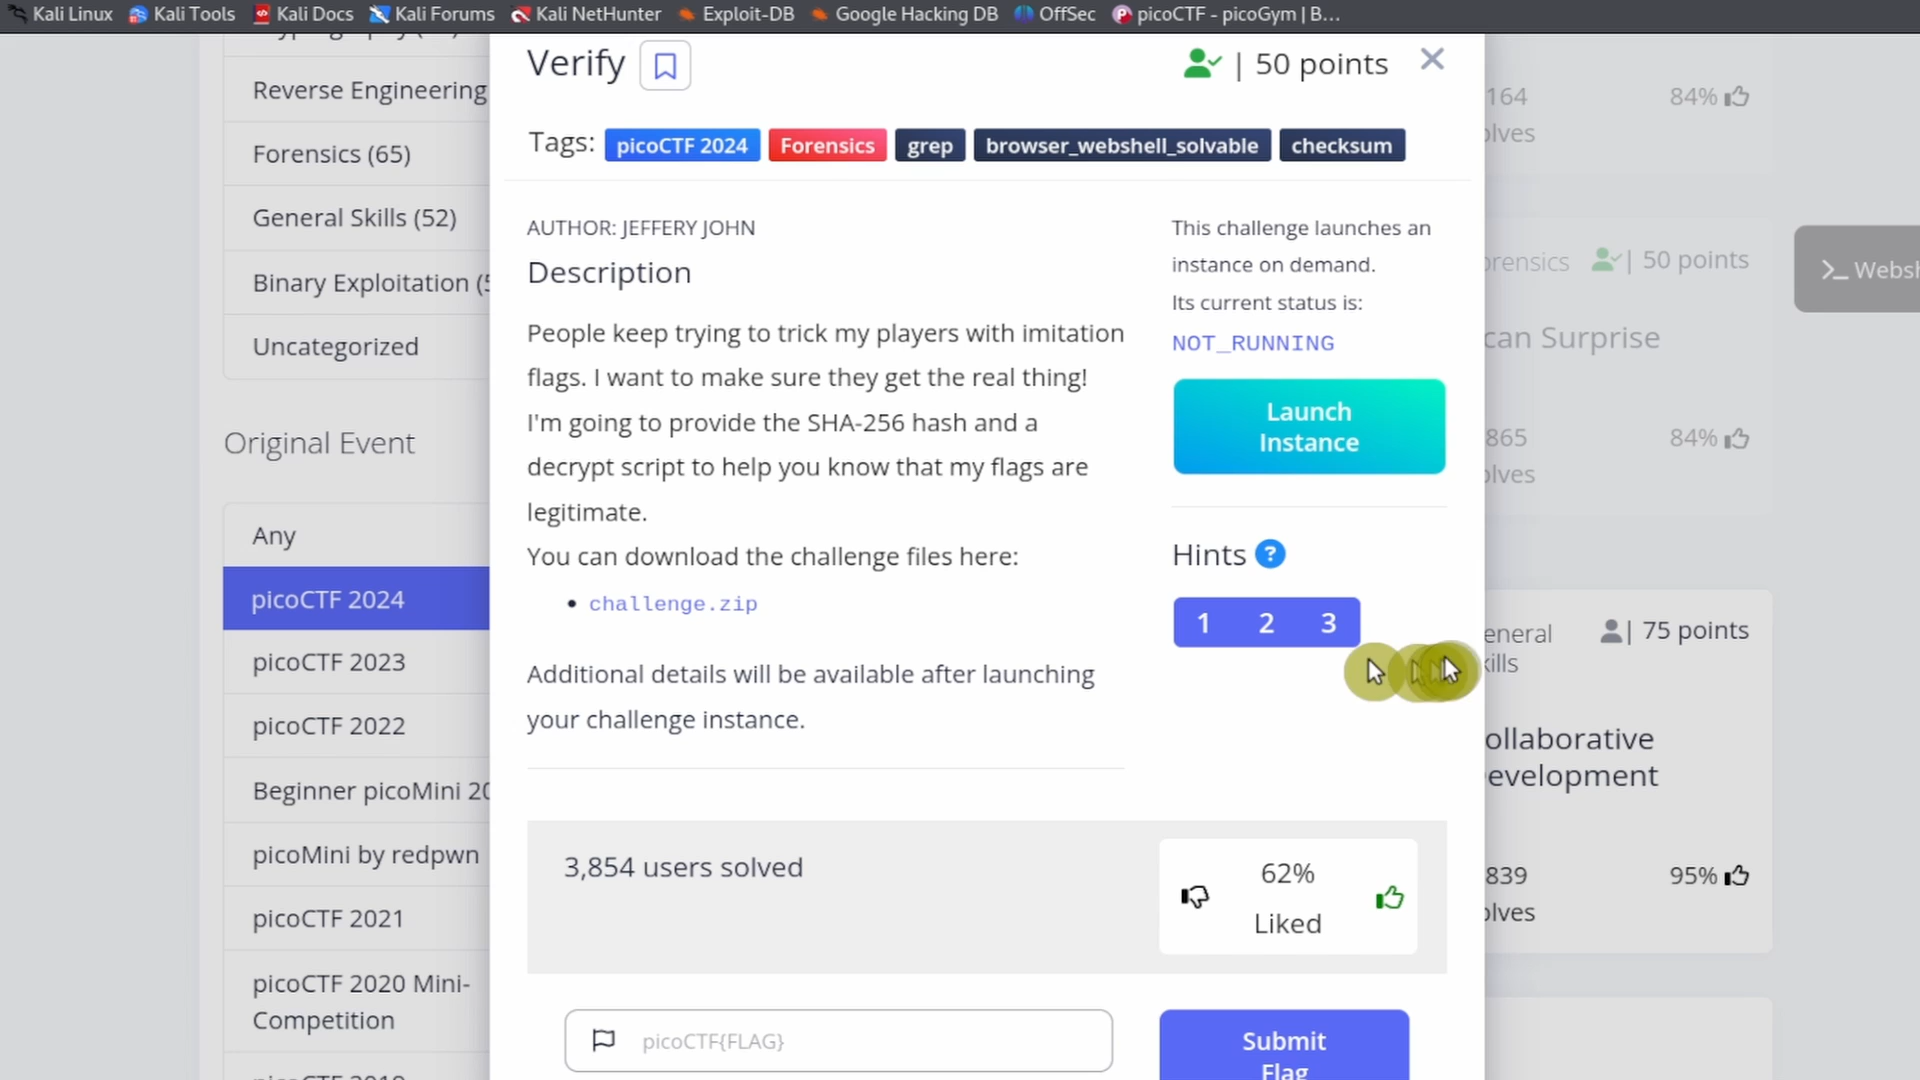 Kali Linux Kali Tools Kali Docs Kali Forums Kali NetHunter Exploit-DB Google Hacking DB OffSec picoCTF - picoGym | B...
Reverse Engineering
Forensics (65)
General Skills (52)
Binary Exploitation (5
Uncategorized
Original Event
Any
picoCTF 2024
picoCTF 2023
picoCTF 2022
Beginner picoMini 20
picoMini by redpwn
picoCTF 2021
picoCTF 2020 Mini-
Competition
Verify
| 50 points
Tags: picoCTF 2024 Forensics grep browser_webshell_solvable checksum
AUTHOR: JEFFERY JOHN
Description
People keep trying to trick my players with imitation
flags. I want to make sure they get the real thing!
I'm going to provide the SHA-256 hash and a
decrypt script to help you know that my flags are
legitimate.
You can download the challenge files here:
• challenge.zip
Additional details will be available after launching
your challenge instance.
This challenge launches an
instance on demand.
Its current status is:
NOT_RUNNING
Launch
Instance
Hints ?
1 2 3
3,854 users solved
62%
Liked
picoCTF{FLAG}
Submit
Flag
164
84%
olves
orensics | 50 points
can Surprise
865
84%
olves
eneral | 75 points
kills
ollaborative
evelopment
839
95%
olves
>_ Websh